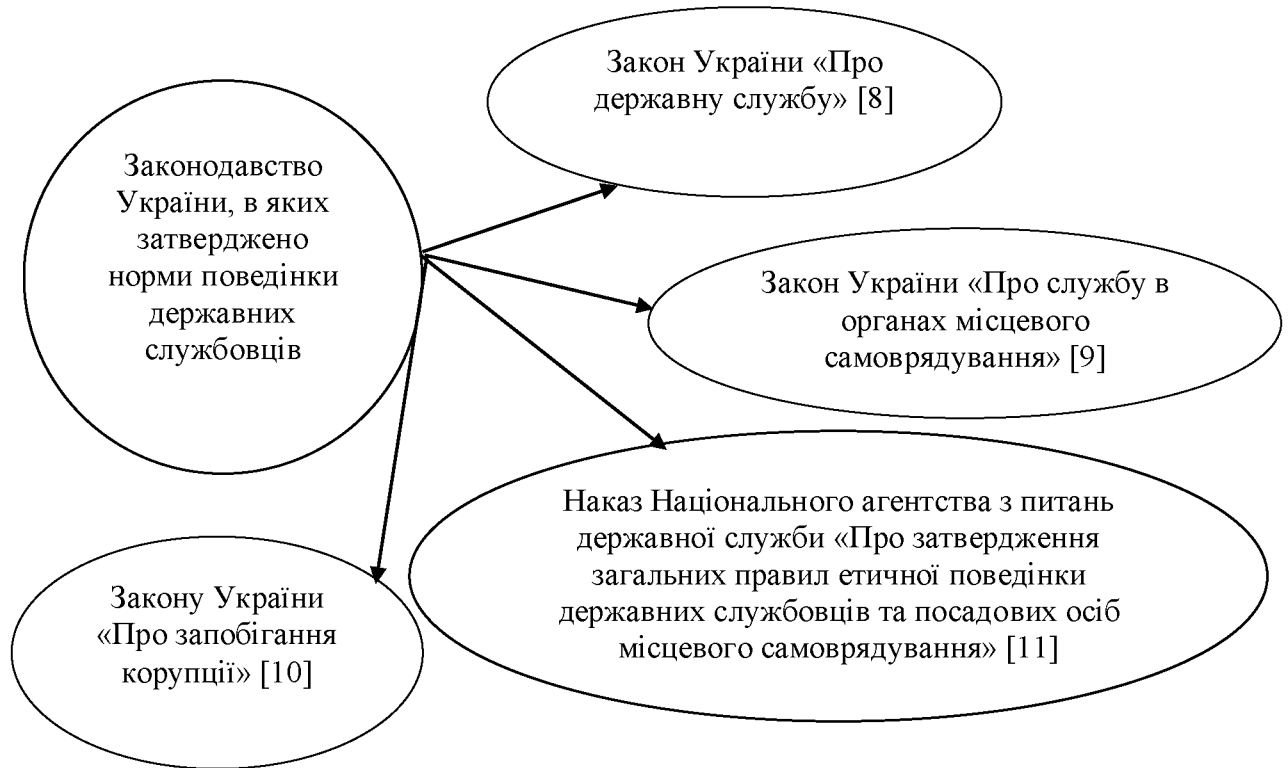 Закон України «Про
державну службу» [8]
Законодавство
України, в яких
затверджено
норми поведінки
державних
службовців
Закон України «Про службу в
органах місцевого
самоврядування» [9]
Наказ Національного агентства з питань
державної служби «Про затвердження
загальних правил етичної поведінки
державних службовців та посадових осіб
місцевого самоврядування» [11]
Закону України
«Про запобігання
корупції» [10]